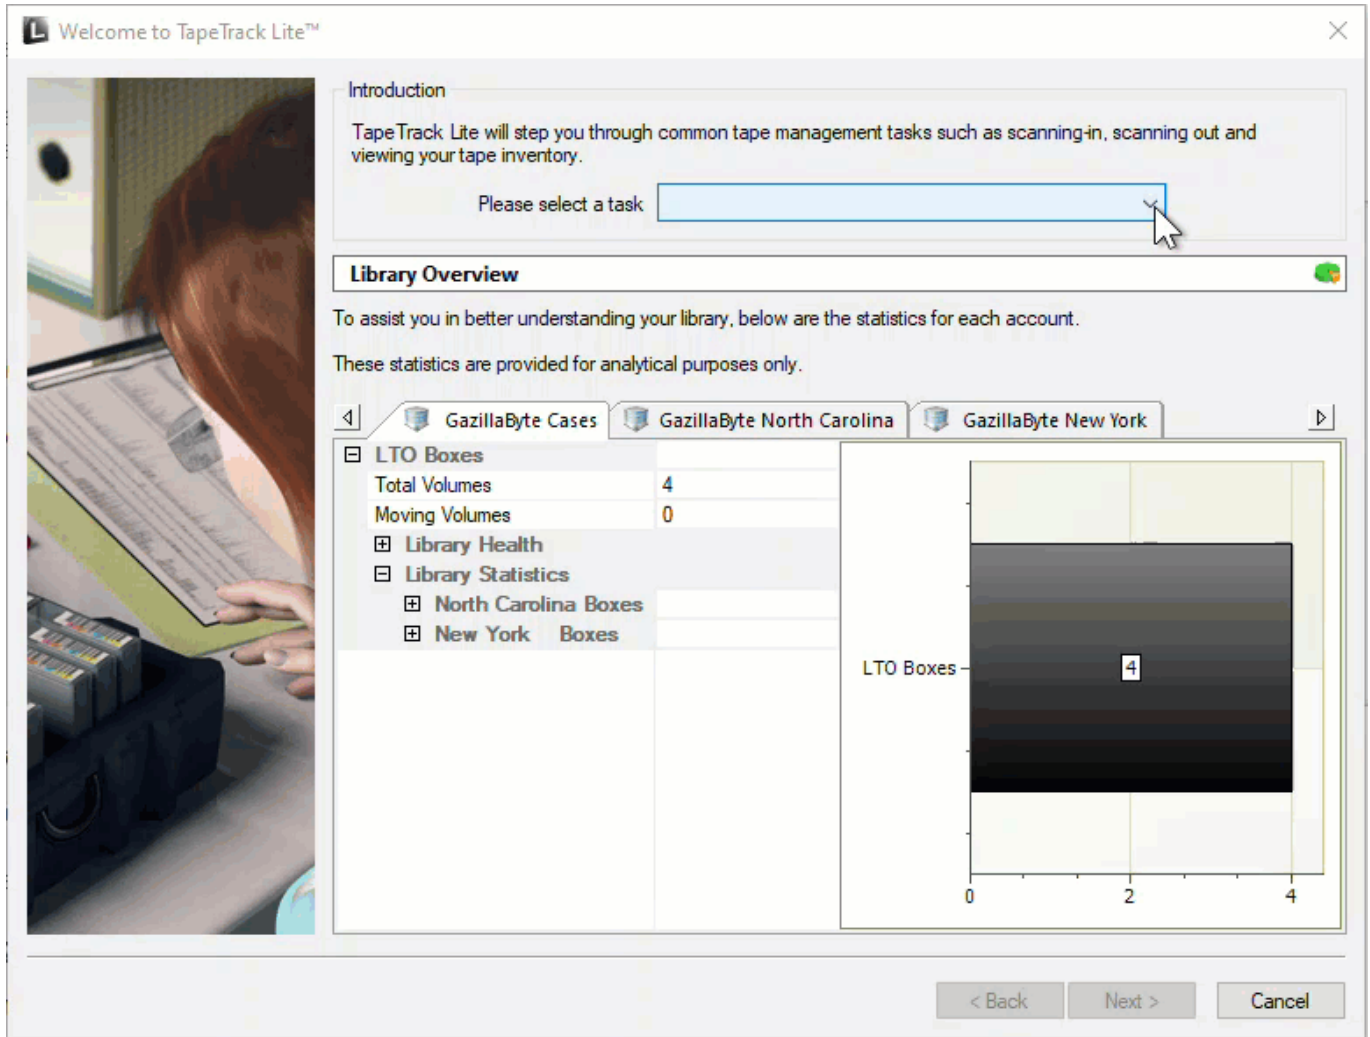 L Welcome to TapeTrack Lite™
Introduction
TapeTrack Lite will step you through common tape management tasks such as scanning-in, scanning out and
viewing your tape inventory.
Please select a task
Library Overview
To assist you in better understanding your library, below are the statistics for each account.
These statistics are provided for analytical purposes only.
GazillaByte Cases GazillaByte North Carolina GazillaByte New York
LTO Boxes
Total Volumes 4
Moving Volumes 0
Library Health
Library Statistics
North Carolina Boxes
New York Boxes
LTO Boxes 4
0 2 4
< Back Next > Cancel